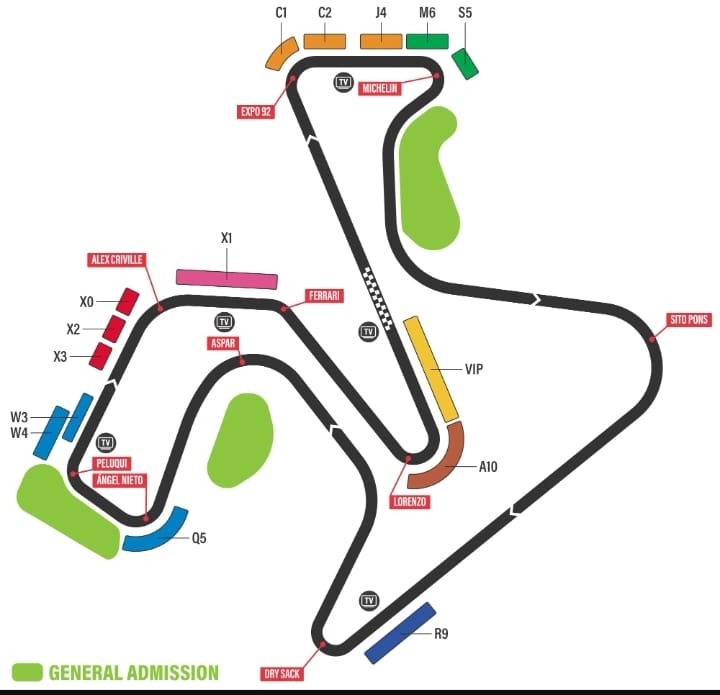 C1
C2
J4
M6
S5
TV
MICHELIN
EXPO 92
X1
ALEX CRIVILLE
X0
X2
X3
FERRARI
TV
ASPAR
TV
SITO PONS
VIP
W3
W4
TV
PELUQUI
ÁNGEL NIETO
A10
LORENZO
Q5
TV
R9
DRY SACK
GENERAL ADMISSION